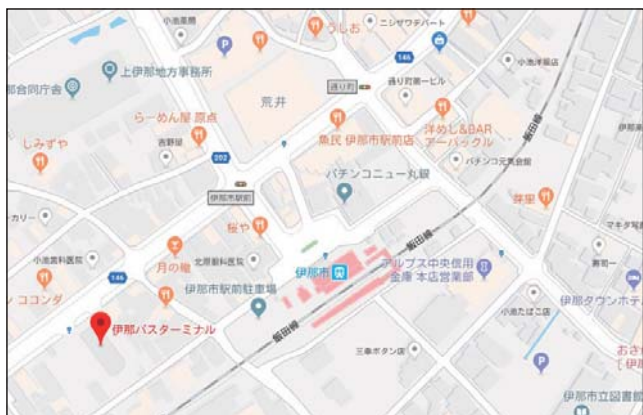 小池薬局
うしお
ニシザワデパート
146
P
上伊那地方事務所
小池洋服店
146
那合同庁舎
荒井
通り町
通り町第一ビル
らーめん屋 原点
しみずや
吉野屋
魚民 伊那市駅前店
洋めし&BAR
アーバックル
202
パチンコ元気会館
伊那市駅前
パチンコニュー丸銀
芽里
カリー
桜や
マキタ写
飯田線
小池歯科医院
月の蔵
北原眼科医院
伊那市
アルプス中央信用
金庫 本店営業部
寿司一
146
ン ココンダ
伊那市駅前駐車場
伊那タウンホテ
小池たばこ店
伊那バスターミナル
飯田線
三幸ボタン店
おさ
[伊那
P
伊那市立図書館